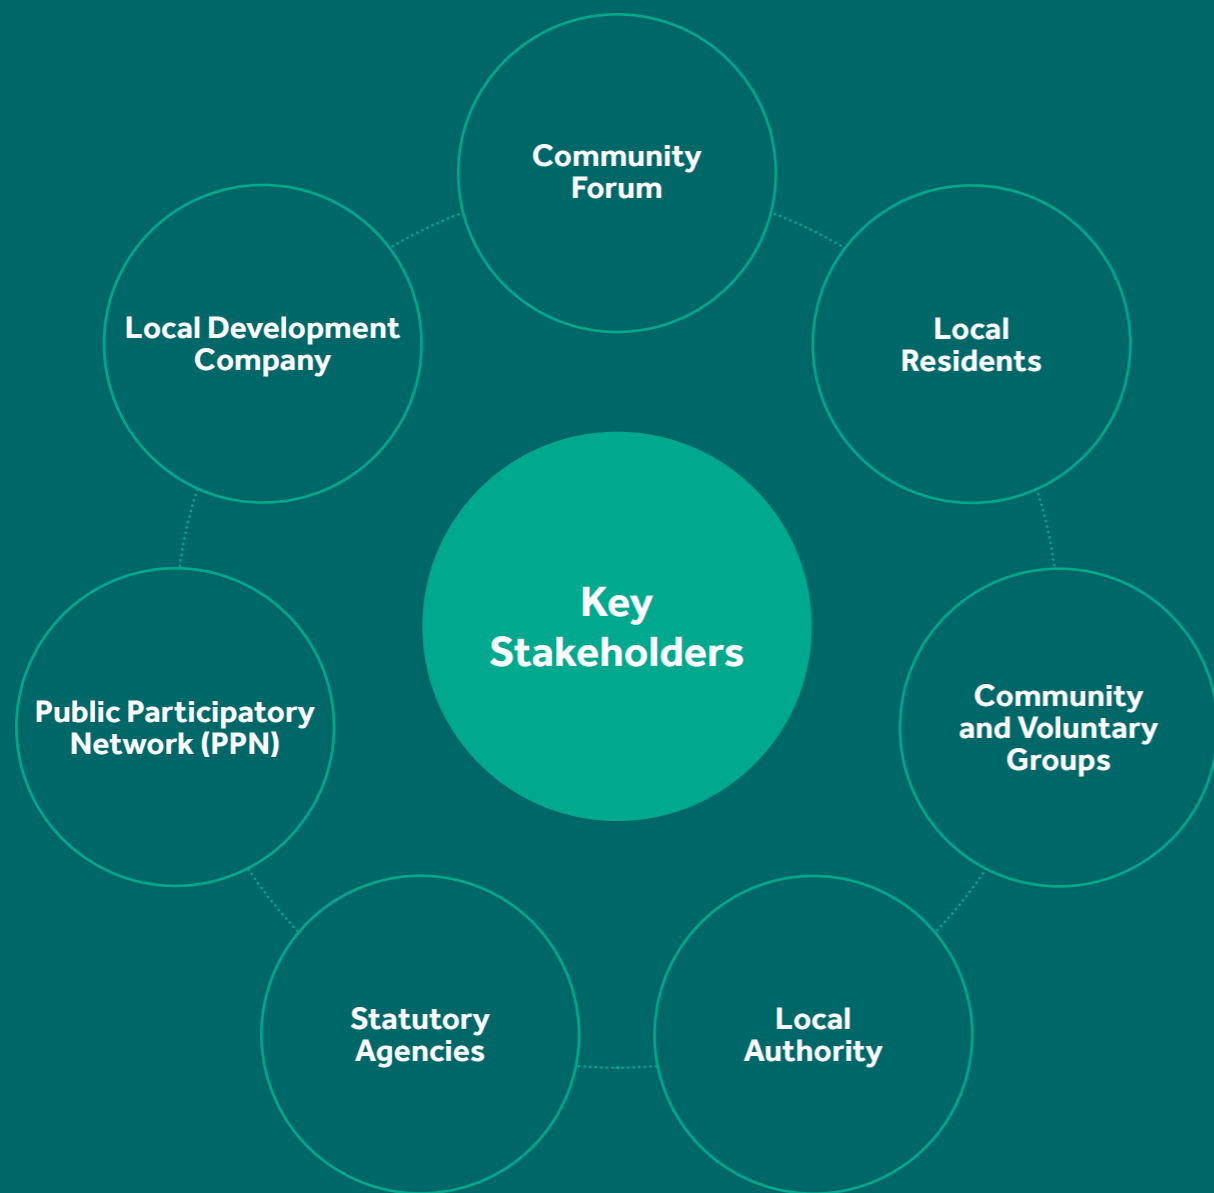 Community
Forum
Local Development
Company
Local
Residents
Key
Stakeholders
Public Participatory
Network (PPN)
Community
and Voluntary
Groups
Statutory
Agencies
Local
Authority